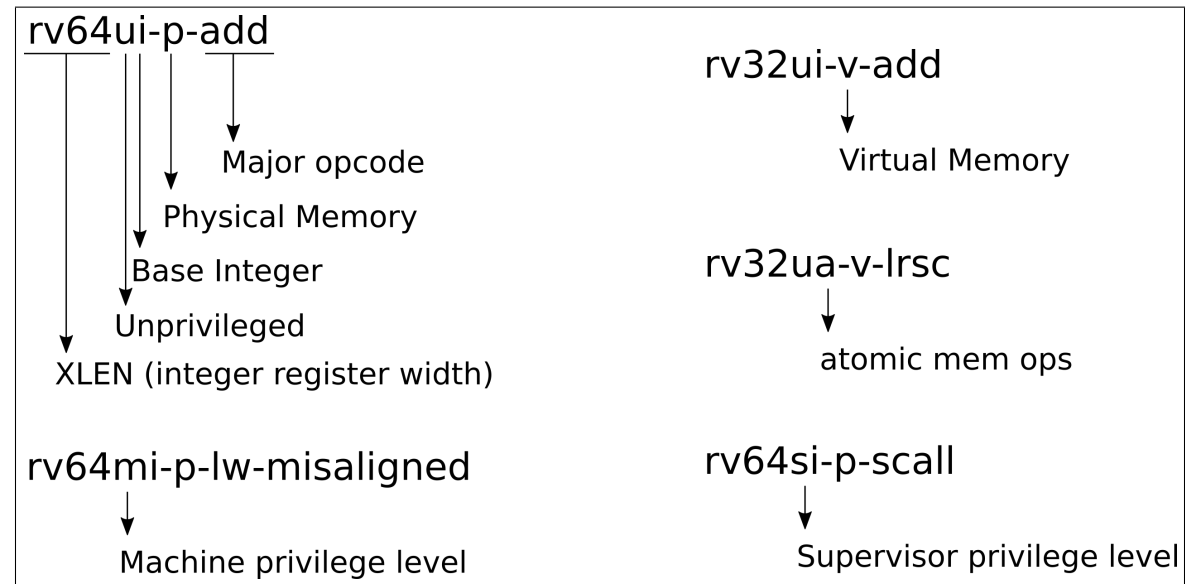 rv64ui-p-add
Major opcode
Physical Memory
Base Integer
Unprivileged
XLEN (integer register width)
rv64mi-p-lw-misaligned
Machine privilege level
rv32ui-v-add
Virtual Memory
rv32ua-v-lrsc
atomic mem ops
rv64si-p-scall
Supervisor privilege level